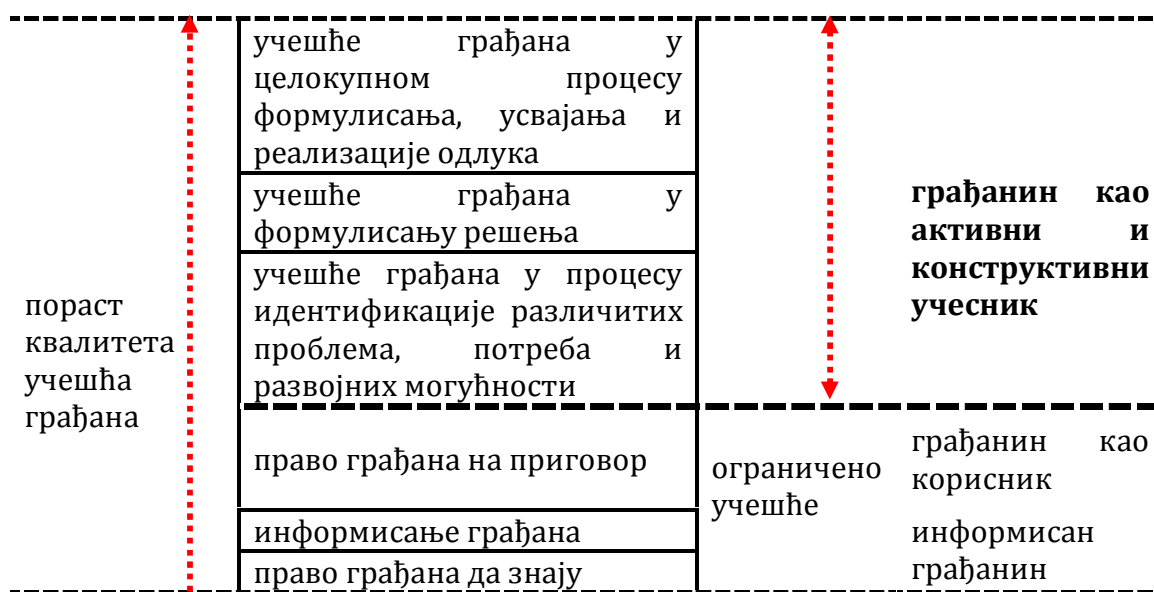 пораст
квалитета
учешћа
грађана
учешће грађана у
целокупном процесу
формулисања, усвајања и
реализације одлука
учешће грађана у
формулисању решења
учешће грађана у процесу
идентификације различитих
проблема, потреба и
развојних могућности
право грађана на приговор
информисање грађана
право грађана да знају
ограничено
учешће
грађанин као
активни и
конструктивни
учесник
грађанин као
корисник
информисан
грађанин